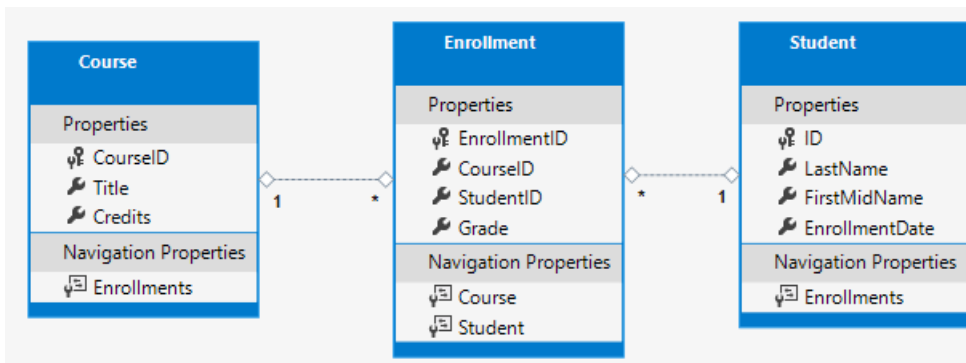 Course
Properties
CourseID
Title
Credits
Navigation Properties
Enrollments
1
*
Enrollment
Properties
EnrollmentID
CourseID
StudentID
Grade
Navigation Properties
Course
Student
*
1
Student
Properties
ID
LastName
FirstMidName
EnrollmentDate
Navigation Properties
Enrollments